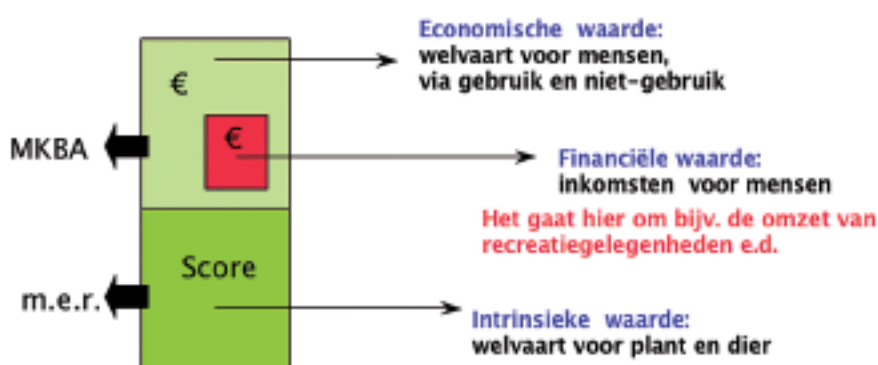 Economische waarde:
welvaart voor mensen,
via gebruik en niet-gebruik
€
€
MKBA
Financiële waarde:
inkomsten voor mensen
Het gaat hier om bijv. de omzet van
recreatiegelegenheden e.d.
Score
m.e.r.
Intrinsieke waarde:
welvaart voor plant en dier